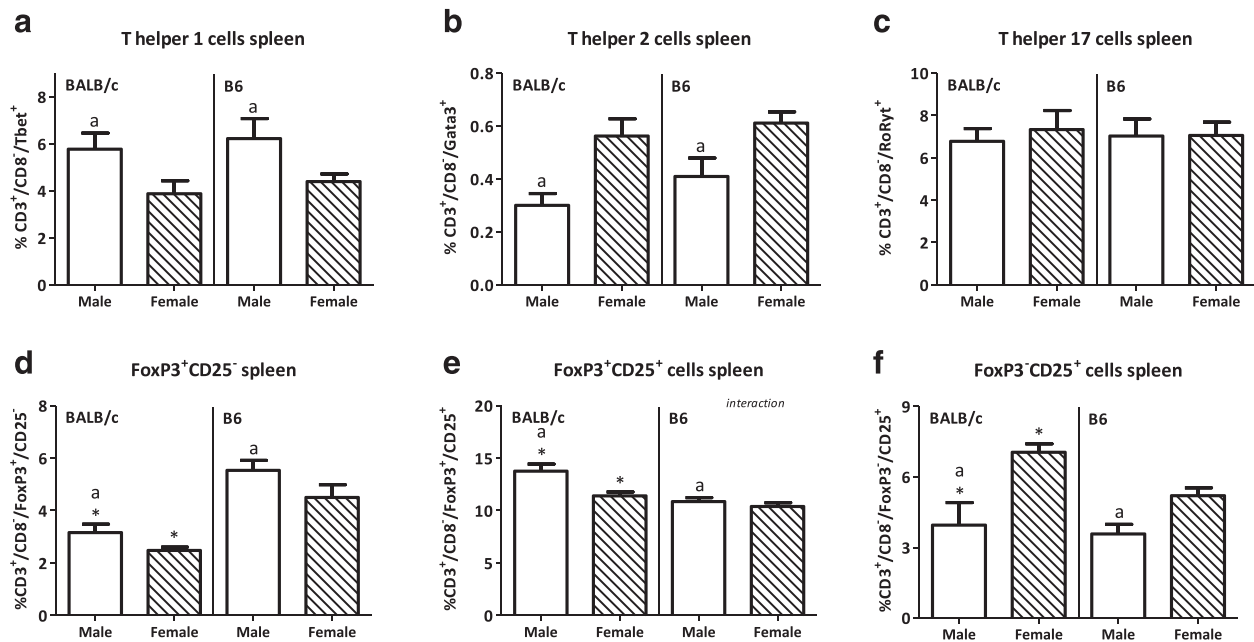 a
T helper 1 cells spleen
% CD3⁺/CD8⁻/Tbet⁺
8
6
4
2
0
BALB/c
B6
a
a
Male
Female
Male
Female
b
T helper 2 cells spleen
% CD3⁺/CD8⁻/Gata3⁺
0.8
0.6
0.4
0.2
0.0
BALB/c
B6
a
a
Male
Female
Male
Female
c
T helper 17 cells spleen
% CD3⁺/CD8⁻/RoRyt⁺
10
8
6
4
2
0
BALB/c
B6
Male
Female
Male
Female
d
FoxP3⁺CD25⁻ spleen
%CD3⁺/CD8⁻/FoxP3⁺/CD25⁻
8
6
4
2
0
BALB/c
B6
a
*
*
a
Male
Female
Male
Female
e
FoxP3⁺CD25⁺ cells spleen
%CD3⁺/CD8⁻/FoxP3⁺/CD25⁺
20
15
10
5
0
BALB/c
B6
interaction
a
*
*
a
Male
Female
Male
Female
f
FoxP3⁻CD25⁺ cells spleen
%CD3⁺/CD8⁻/FoxP3⁻/CD25⁺
9
6
3
0
BALB/c
B6
a
*
*
a
Male
Female
Male
Female